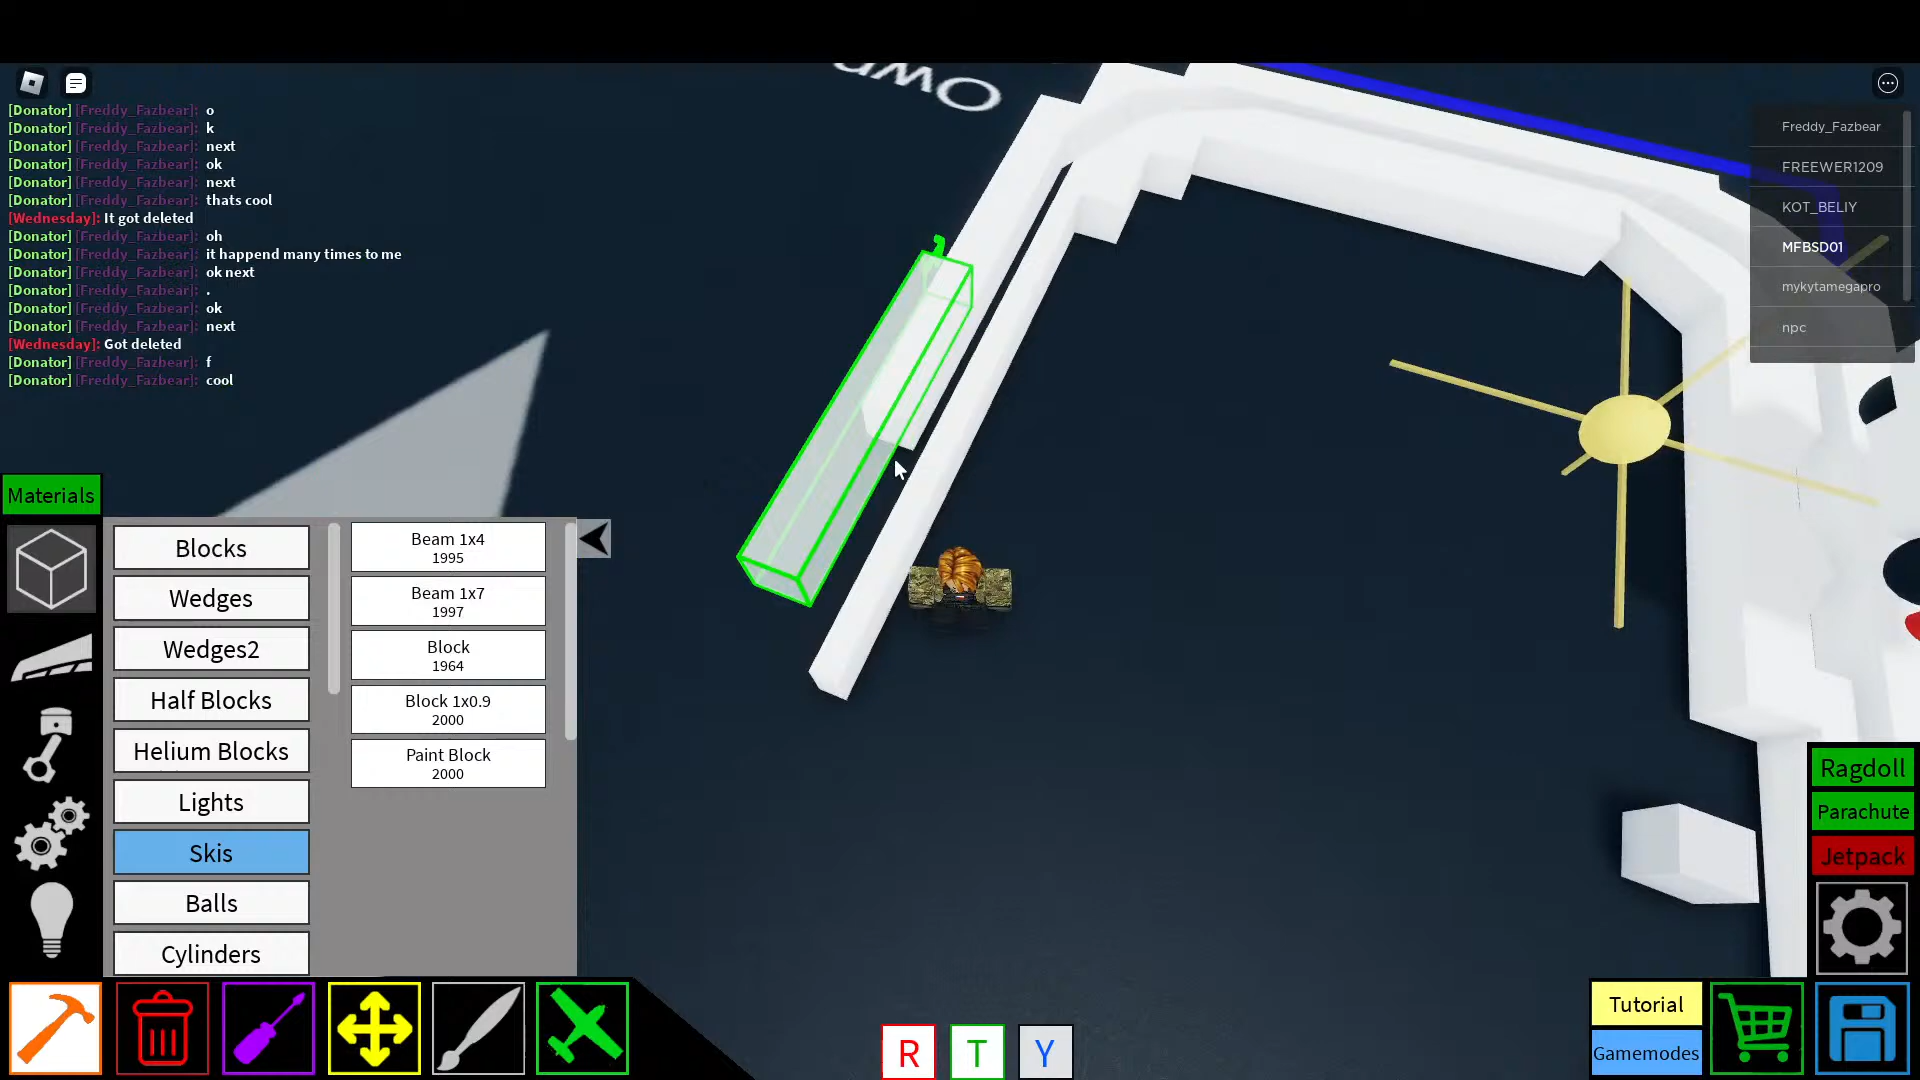 OWP
[Donator] [Freddy_Fazbear]: o
[Donator] [Freddy_Fazbear]: k
[Donator] [Freddy_Fazbear]: next
[Donator] [Freddy_Fazbear]: ok
[Donator] [Freddy_Fazbear]: next
[Donator] [Freddy_Fazbear]: thats cool
[Wednesday]: It got deleted
[Donator] [Freddy_Fazbear]: oh
[Donator] [Freddy_Fazbear]: it happend many times to me
[Donator] [Freddy_Fazbear]: ok next
[Donator] [Freddy_Fazbear]: .
[Donator] [Freddy_Fazbear]: ok
[Donator] [Freddy_Fazbear]: next
[Wednesday]: Got deleted
[Donator] [Freddy_Fazbear]: f
[Donator] [Freddy_Fazbear]: cool
Freddy_Fazbear
FREEWER1209
KOT_BELIY
MFBSD01
mykytamegapro
npc
Materials
Blocks
Wedges
Wedges2
Half Blocks
Helium Blocks
Lights
Skis
Balls
Cylinders
Beam 1x4
1995
Beam 1x7
1997
Block
1964
Block 1x0.9
2000
Paint Block
2000
Ragdoll
Parachute
Jetpack
Tutorial
Gamemodes
R
T
Y